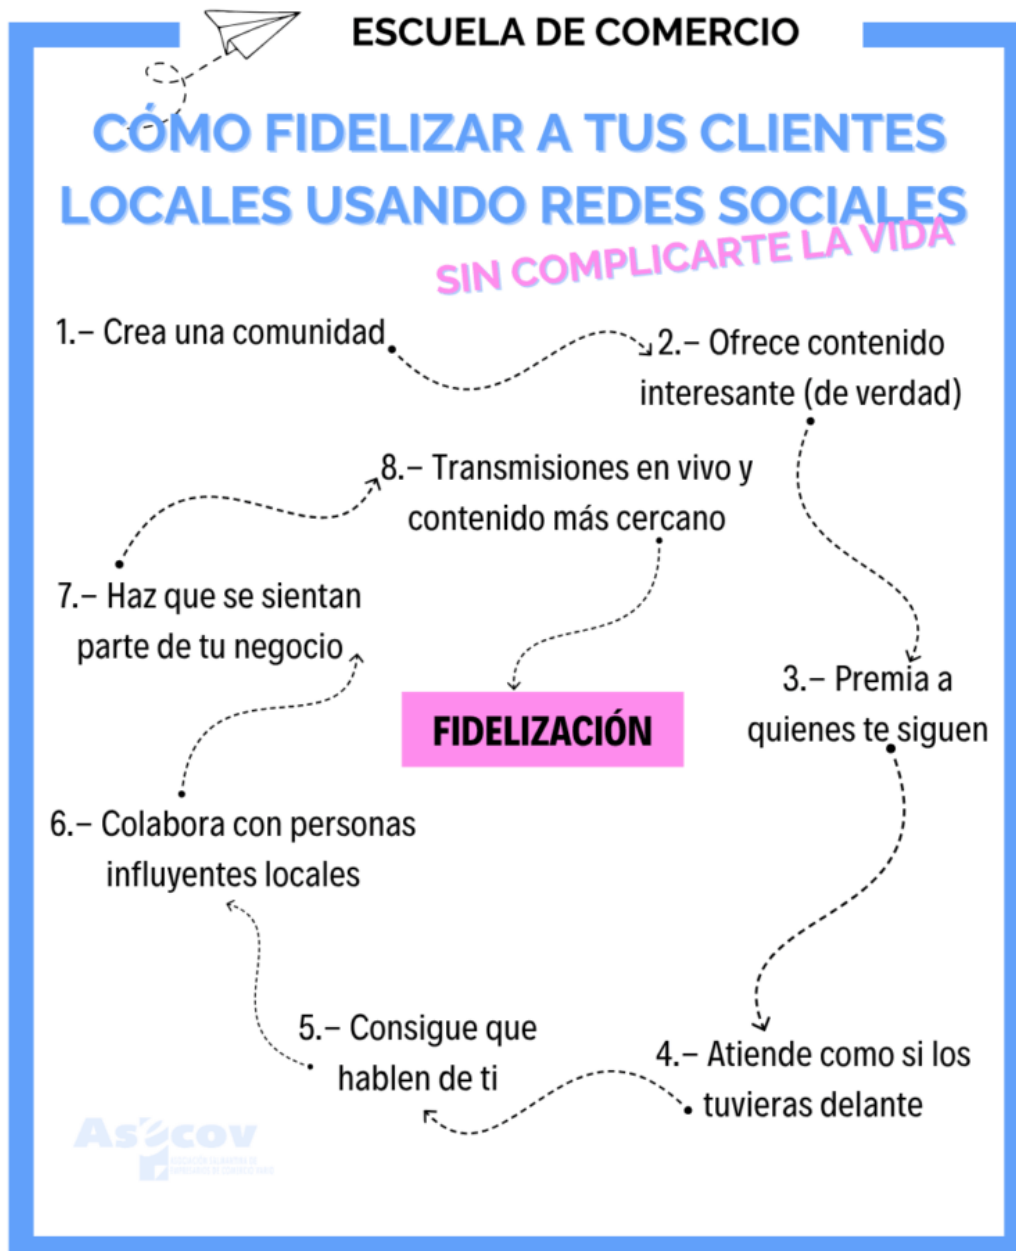 ESCUELA DE COMERCIO
CÓMO FIDELIZAR A TUS CLIENTES
LOCALES USANDO REDES SOCIALES
SIN COMPLICARTE LA VIDA
1.– Crea una comunidad
2.– Ofrece contenido
interesante (de verdad)
3.– Premia a
quienes te siguen
4.– Atiende como si los
tuvieras delante
5.– Consigue que
hablen de ti
6.– Colabora con personas
influyentes locales
7.– Haz que se sientan
parte de tu negocio
8.– Transmisiones en vivo y
contenido más cercano
FIDELIZACIÓN
Asecov